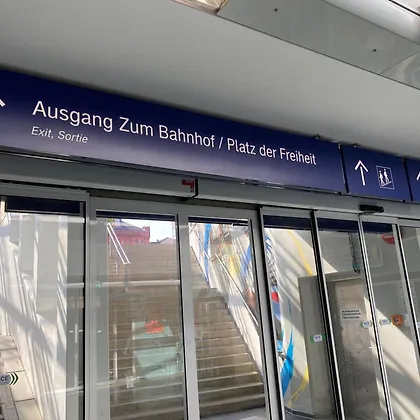 Ausgang Zum Bahnhof / Platz der Freiheit
Exit, Sortie